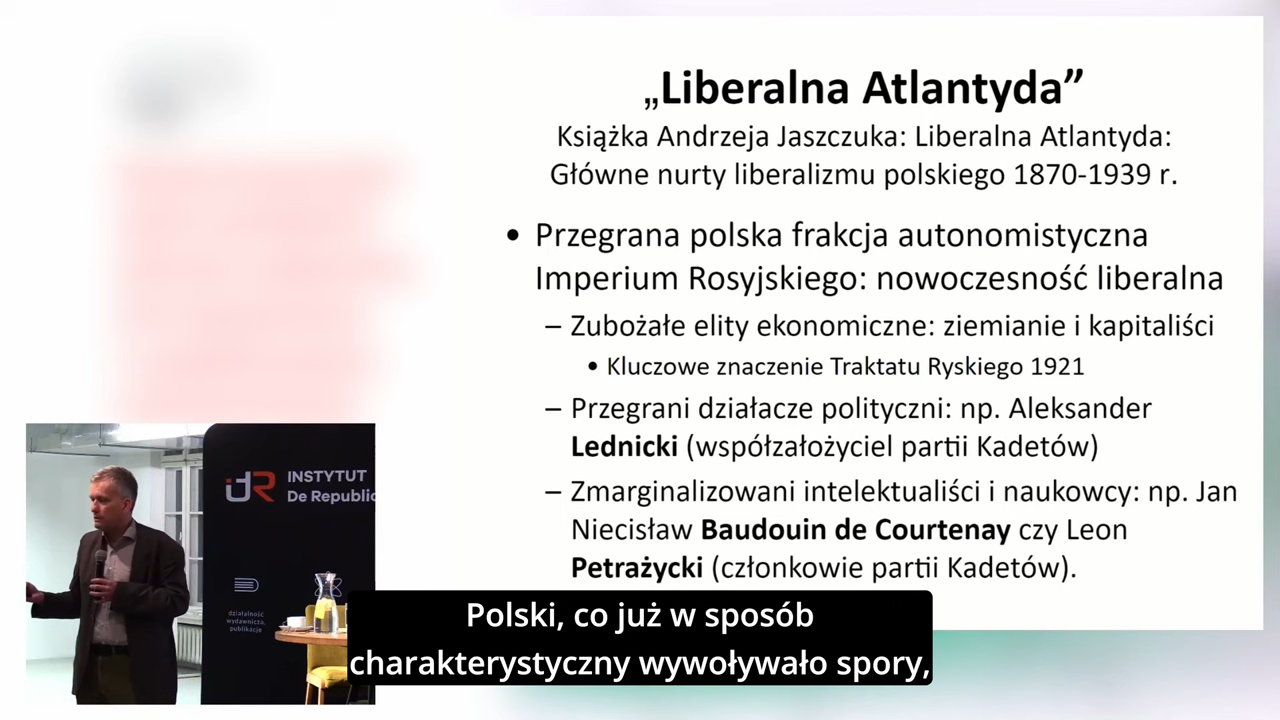 „Liberalna Atlantyda”
Książka Andrzeja Jaszczuka: Liberalna Atlantyda:
Główne nurty liberalizmu polskiego 1870-1939 r.
• Przegrana polska frakcja autonomistyczna
Imperium Rosyjskiego: nowoczesność liberalna
– Zubożałe elity ekonomiczne: ziemianie i kapitaliści
• Kluczowe znaczenie Traktatu Ryskiego 1921
– Przegrani działacze polityczni: np. Aleksander
Lednicki (współzałożyciel partii Kadetów)
– Zmarginalizowani intelektualiści i naukowcy: np. Jan
Niecisław Baudouin de Courtenay czy Leon
Petrażycki (członkowie partii Kadetów).
INSTYTUT
De Republic
działalność
wydawnicza,
publikacje
Polski, co już w sposób
charakterystyczny wywoływało spory,